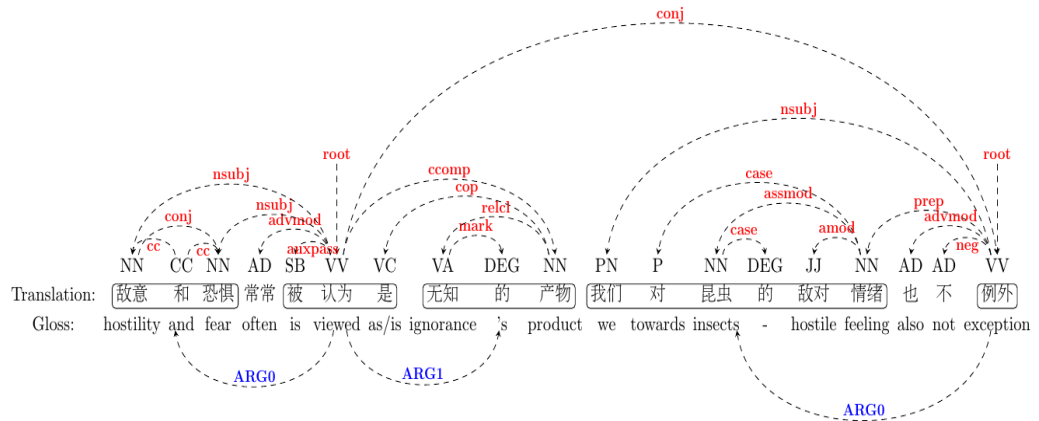 conj
nsubj
root root
nsubj ccomp case
cop
conj nsubj relcl assmod prep
advmod mark advmod
cc cc auxpass case amod neg
NN CC NN AD SB VV VC VA DEG NN PN P NN DEG JJ NN AD AD VV
Translation: 敌意 和 恐惧 常常 被 认为 是 无知 的 产物 我们 对 昆虫 的 敌对 情绪 也 不 例外
Gloss: hostility and fear often is viewed as/is ignorance 's product we towards insects - hostile feeling also not exception
ARG0 ARG1
ARG0